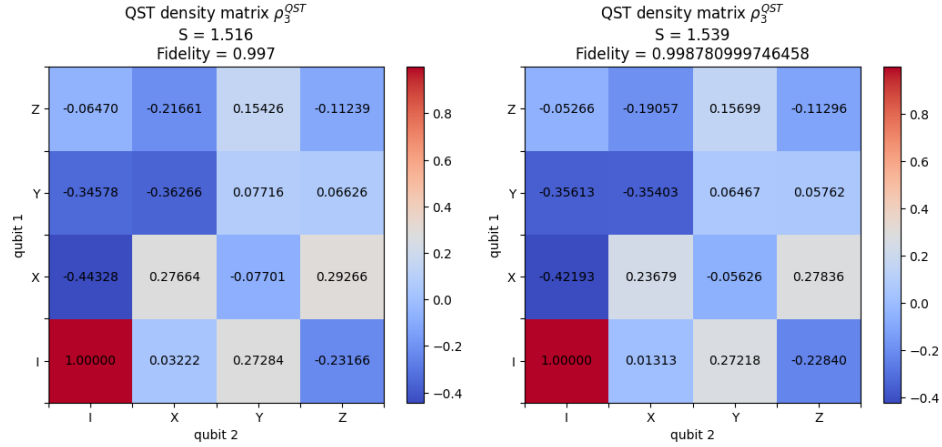 QST density matrix ρ₃^QST
S = 1.516
Fidelity = 0.997
Z
-0.06470 -0.21661 0.15426 -0.11239
Y
-0.34578 -0.36266 0.07716 0.06626
X
-0.44328 0.27664 -0.07701 0.29266
I
1.00000 0.03222 0.27284 -0.23166
I X Y Z
qubit 2
qubit 1
0.8
0.6
0.4
0.2
0.0
−0.2
−0.4
QST density matrix ρ₃^QST
S = 1.539
Fidelity = 0.998780999746458
Z
-0.05266 -0.19057 0.15699 -0.11296
Y
-0.35613 -0.35403 0.06467 0.05762
X
-0.42193 0.23679 -0.05626 0.27836
I
1.00000 0.01313 0.27218 -0.22840
I X Y Z
qubit 2
qubit 1
0.8
0.6
0.4
0.2
0.0
−0.2
−0.4